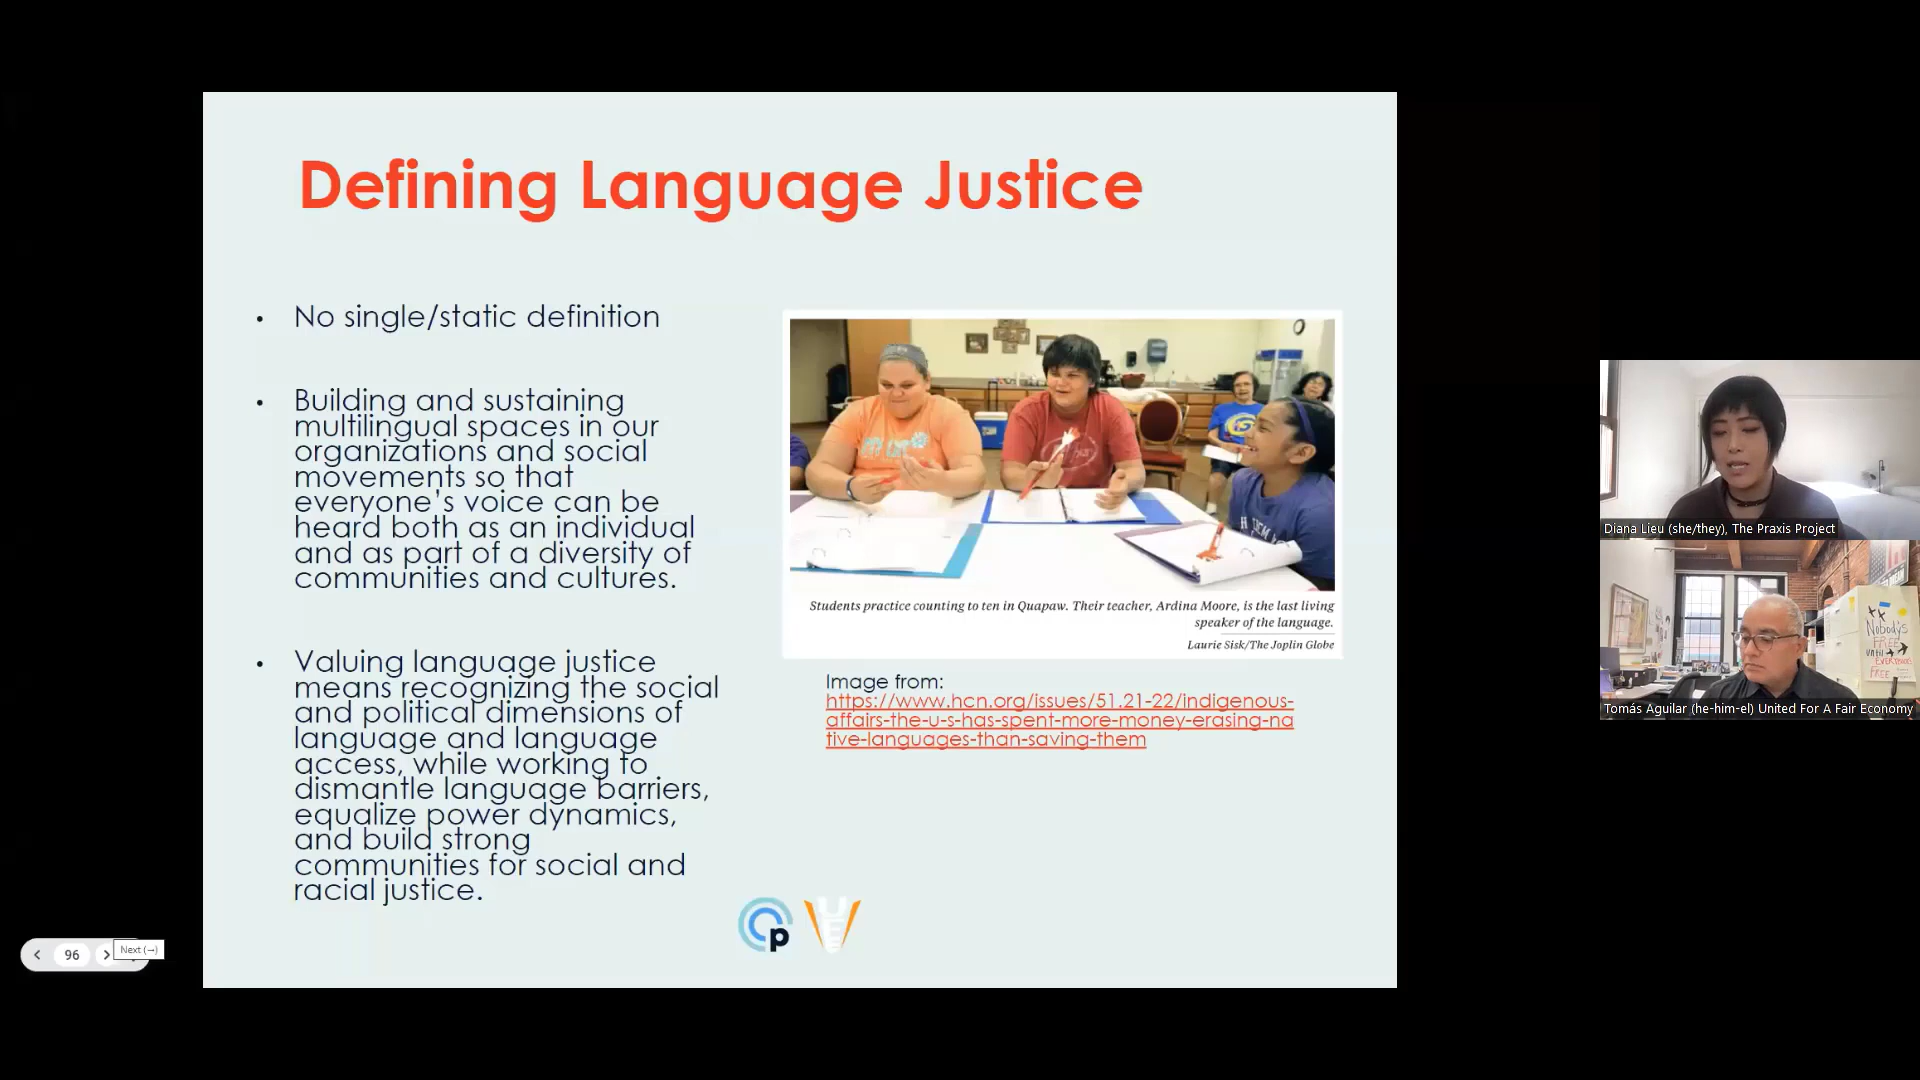 Defining Language Justice
• No single/static definition
• Building and sustaining
multilingual spaces in our
organizations and social
movements so that
everyone's voice can be
heard both as an individual
and as part of a diversity of
communities and cultures.
• Valuing language justice
means recognizing the social
and political dimensions of
language and language
access, while working to
dismantle language barriers,
equalize power dynamics,
and build strong
communities for social and
racial justice.
Students practice counting to ten in Quapaw. Their teacher, Ardina Moore, is the last living
speaker of the language.
Laurie Sisk/The Joplin Globe
Image from:
https://www.hcn.org/issues/51.21-22/indigenous-
affairs-the-u-s-has-spent-more-money-erasing-na
tive-languages-than-saving-them
p
96
Next (→)
Diana Lieu (she/they), The Praxis Project
Nobody's
FREE
until
EVERYBODY'S
FREE
Tomás Aguilar (he-him-el) United For A Fair Economy